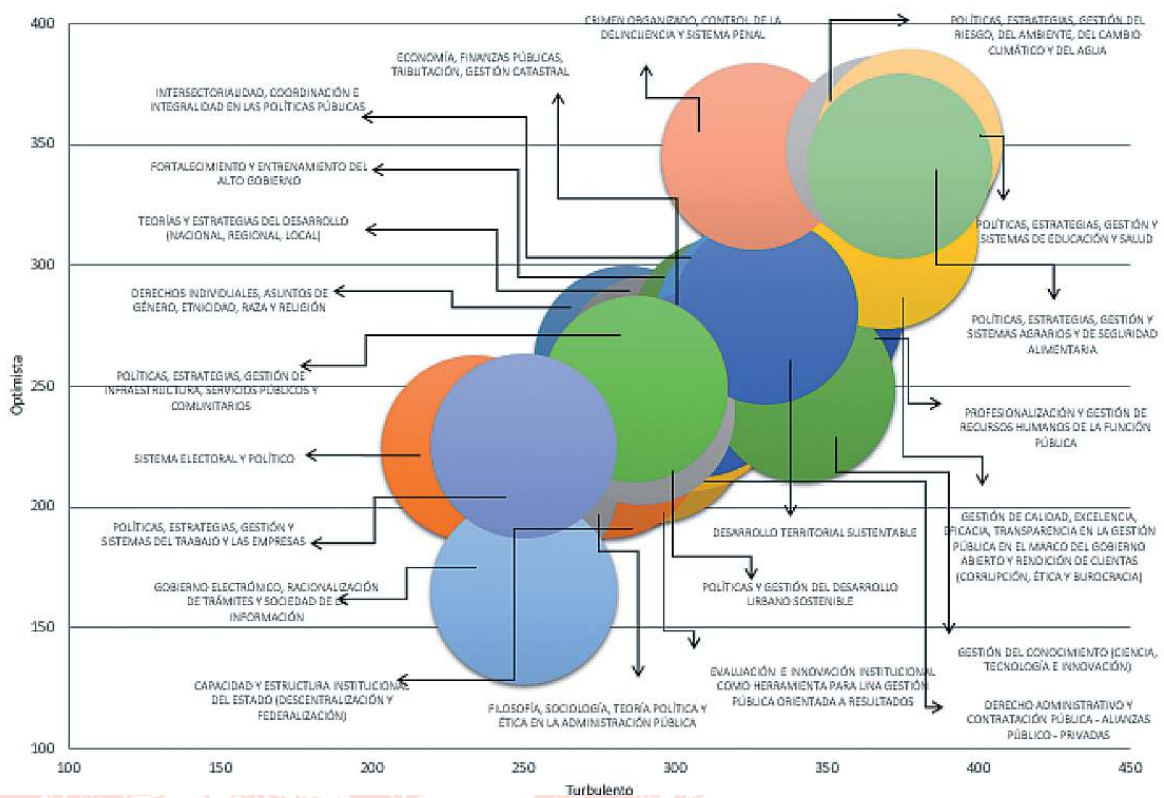 400
350
300
250
200
150
100
Optimista
100
150
200
250
300
350
400
450
Turbulento
CRIMEN ORGANIZADO, CONTROL DE LA
DELINCUENCIA Y SISTEMA PENAL
POLÍTICAS, ESTRATEGIAS, GESTIÓN DEL
RIESGO, DEL AMBIENTE, DEL CAMBIO
CLIMÁTICO Y DEL AGUA
ECONOMÍA, FINANZAS PÚBLICAS,
TRIBUTACIÓN, GESTIÓN CATASTRAL
INTERSECTORIALIDAD, COORDINACIÓN E
INTEGRALIDAD EN LAS POLÍTICAS PÚBLICAS
FORTALECIMIENTO Y ENTRENAMIENTO DEL
ALTO GOBIERNO
TEORÍAS Y ESTRATEGIAS DEL DESARROLLO
(NACIONAL, REGIONAL, LOCAL)
DERECHOS INDIVIDUALES, ASUNTOS DE
GÉNERO, ETNICIDAD, RAZA Y RELIGIÓN
POLÍTICAS, ESTRATEGIAS, GESTIÓN DE
INFRAESTRUCTURA, SERVICIOS PÚBLICOS Y
COMUNITARIOS
SISTEMA ELECTORAL Y POLÍTICO
POLÍTICAS, ESTRATEGIAS, GESTIÓN Y
SISTEMAS DEL TRABAJO Y LAS EMPRESAS
GOBIERNO ELECTRÓNICO, RACIONALIZACIÓN
DE TRÁMITES Y SOCIEDAD DE
INFORMACIÓN
CAPACIDAD Y ESTRUCTURA INSTITUCIONAL
DEL ESTADO (DESCENTRALIZACIÓN Y
FEDERALIZACIÓN)
FILOSOFÍA, SOCIOLOGÍA, TEORÍA POLÍTICA Y
ÉTICA EN LA ADMINISTRACIÓN PÚBLICA
EVALUACIÓN E INNOVACIÓN INSTITUCIONAL
COMO HERRAMIENTA PARA UNA GESTIÓN
PÚBLICA ORIENTADA A RESULTADOS
POLÍTICAS Y GESTIÓN DEL DESARROLLO
URBANO SOSTENIBLE
DESARROLLO TERRITORIAL SUSTENTABLE
POLÍTICAS, ESTRATEGIAS, GESTIÓN Y
SISTEMAS DE EDUCACIÓN Y SALUD
POLÍTICAS, ESTRATEGIAS, GESTIÓN Y
SISTEMAS AGRARIOS Y DE SEGURIDAD
ALIMENTARIA
PROFESIONALIZACIÓN Y GESTIÓN DE
RECURSOS HUMANOS DE LA FUNCIÓN
PÚBLICA
GESTIÓN DE CALIDAD, EXCELENCIA,
EFICACIA, TRANSPARENCIA EN LA GESTIÓN
PÚBLICA EN EL MARCO DEL GOBIERNO
ABIERTO Y RENDICIÓN DE CUENTAS
(CORRUPCIÓN, ÉTICA Y BUROCRACIA)
GESTIÓN DEL CONOCIMIENTO (CIENCIA,
TECNOLOGÍA E INNOVACIÓN)
DERECHO ADMINISTRATIVO Y
CONTRATACIÓN PÚBLICA - ALIANZAS
PÚBLICO - PRIVADAS